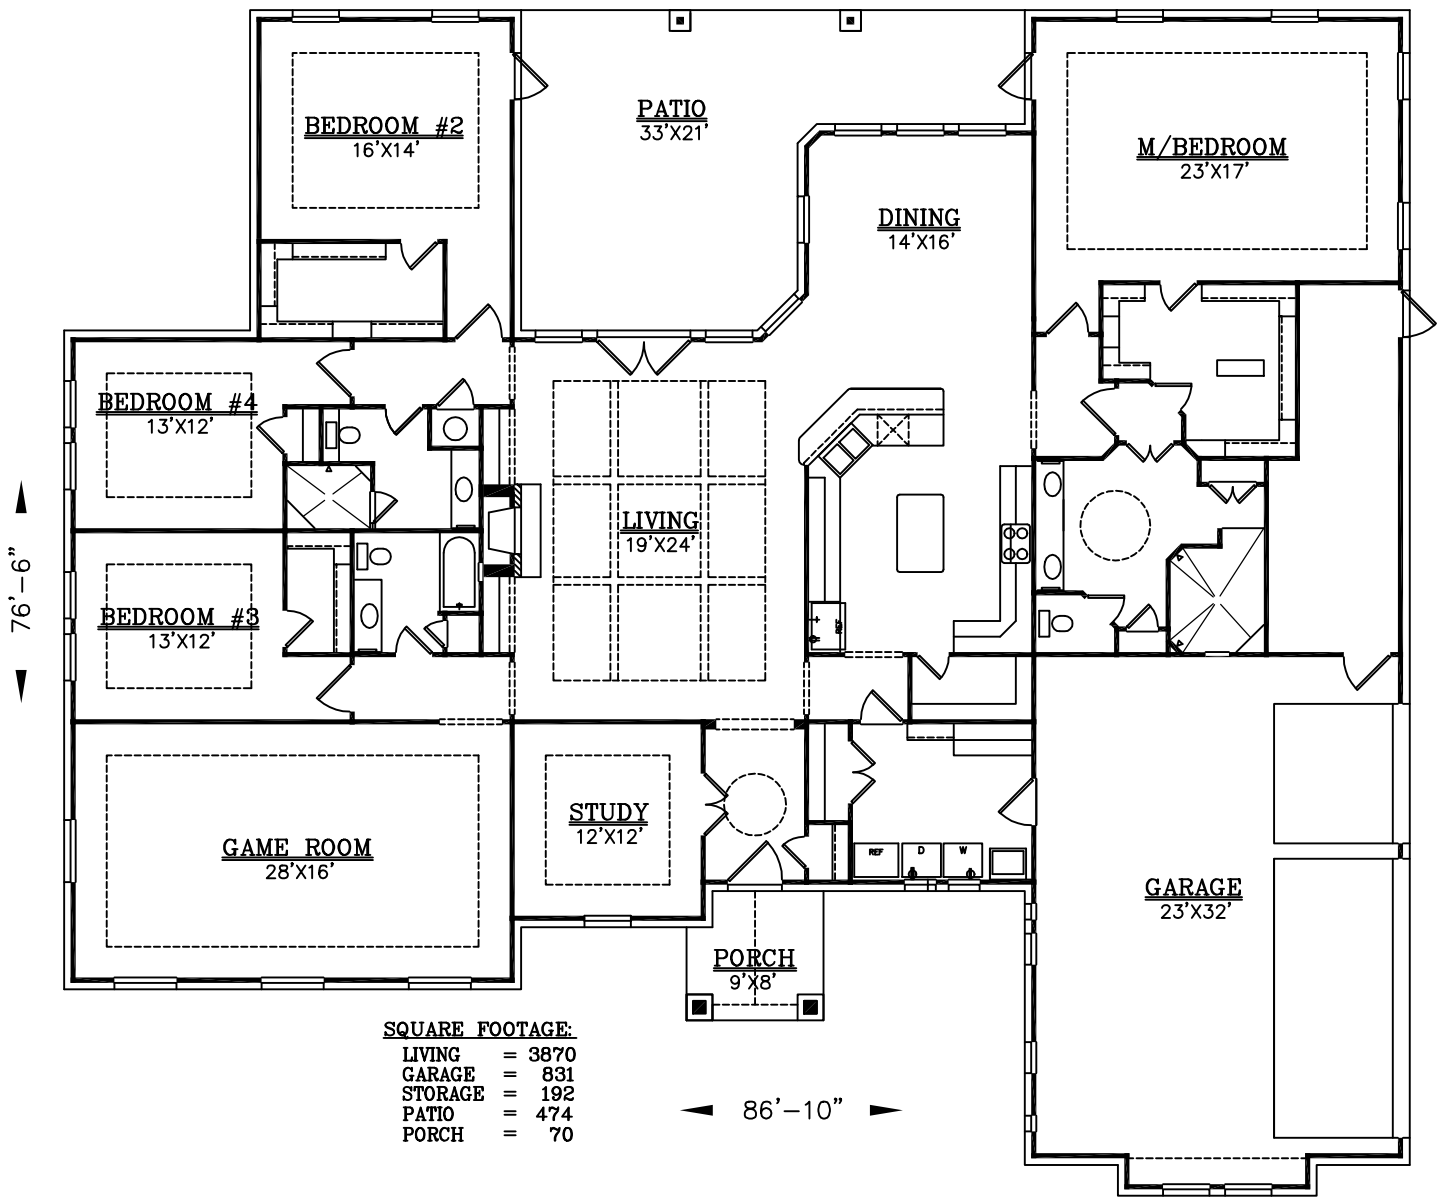 BEDROOM #2
16'X14'
PATIO
33'X21'
M/BEDROOM
23'X17'
DINING
14'X16'
BEDROOM #4
13'X12'
LIVING
19'X24'
76'-6"
BEDROOM #3
13'X12'
REF
GAME ROOM
28'X16'
STUDY
12'X12'
REF
D
W
GARAGE
23'X32'
PORCH
9'X8'
SQUARE FOOTAGE:
LIVING = 3870
GARAGE = 831
STORAGE = 192
PATIO = 474
PORCH = 70
86'-10"